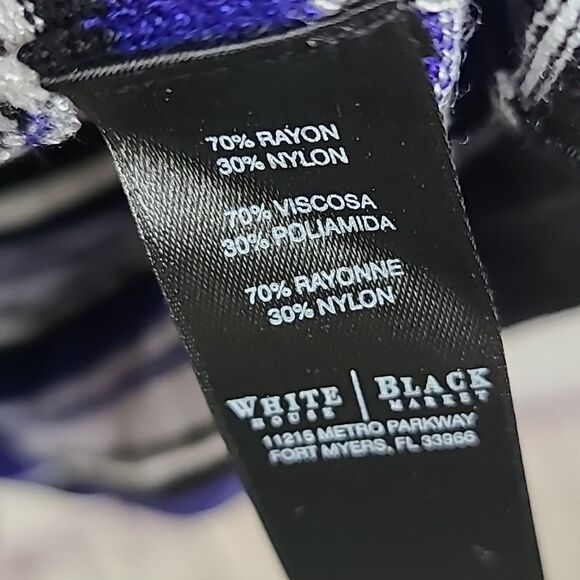 70% RAYON
30% NYLON
70% VISCOSA
30% POLIAMIDA
70% RAYONNE
30% NYLON
WHITE HOUSE | BLACK MARKET
11215 METRO PARKWAY
FORT MYERS, FL 33966